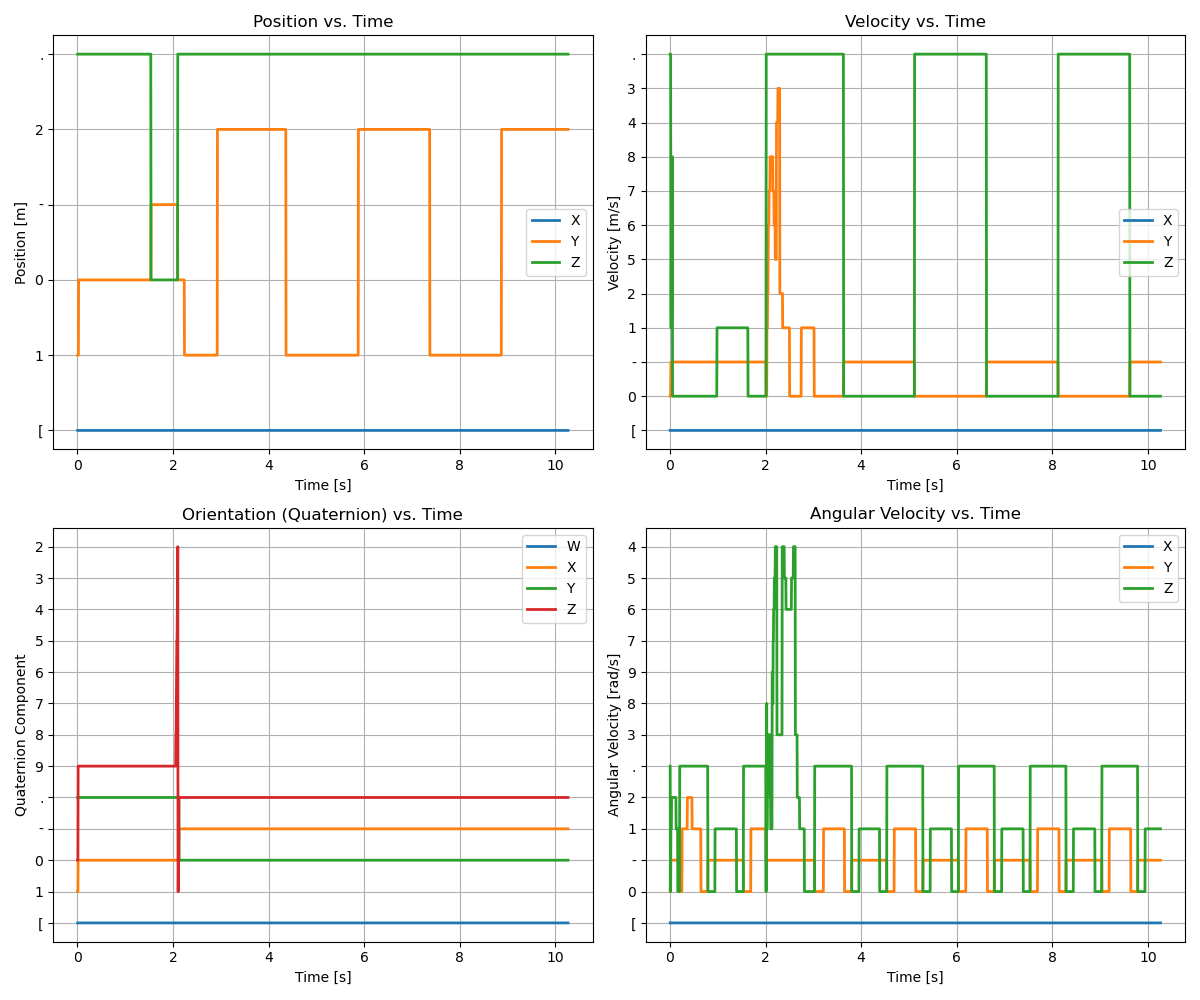 Position vs. Time
.
2
-
0
1
[
Position [m]
X
Y
Z
0 2 4 6 8 10
Time [s]
Velocity vs. Time
.
3
4
8
7
6
5
2
1
-
0
[
Velocity [m/s]
X
Y
Z
0 2 4 6 8 10
Time [s]
Orientation (Quaternion) vs. Time
2
3
4
5
6
7
8
9
.
-
0
1
[
Quaternion Component
W
X
Y
Z
0 2 4 6 8 10
Time [s]
Angular Velocity vs. Time
4
5
6
7
9
8
3
.
2
1
-
0
[
Angular Velocity [rad/s]
X
Y
Z
0 2 4 6 8 10
Time [s]